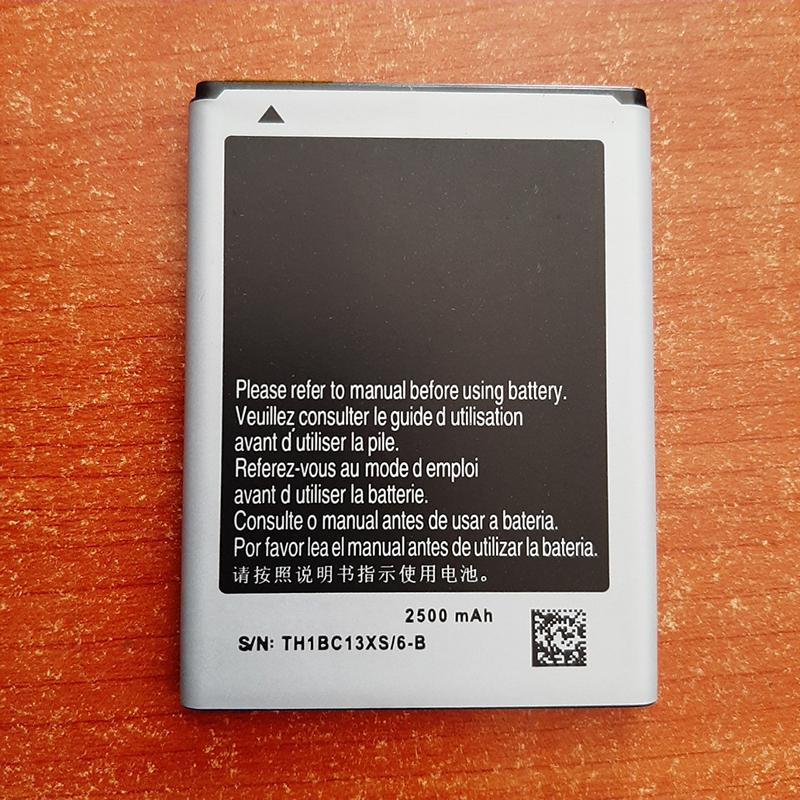 Please refer to manual before using battery.
Veuillez consulter le guide d utilisation
avant d'utiliser la pile.
Referez-vous au mode d emploi
avant d utiliser la batterie.
Consulte o manual antes de usar a bateria.
Por favor lea el manual antes de utilizar la bateria.
请按照说明书指示使用电池。
2500 mAh
S/N: TH1BC13XS/6-B